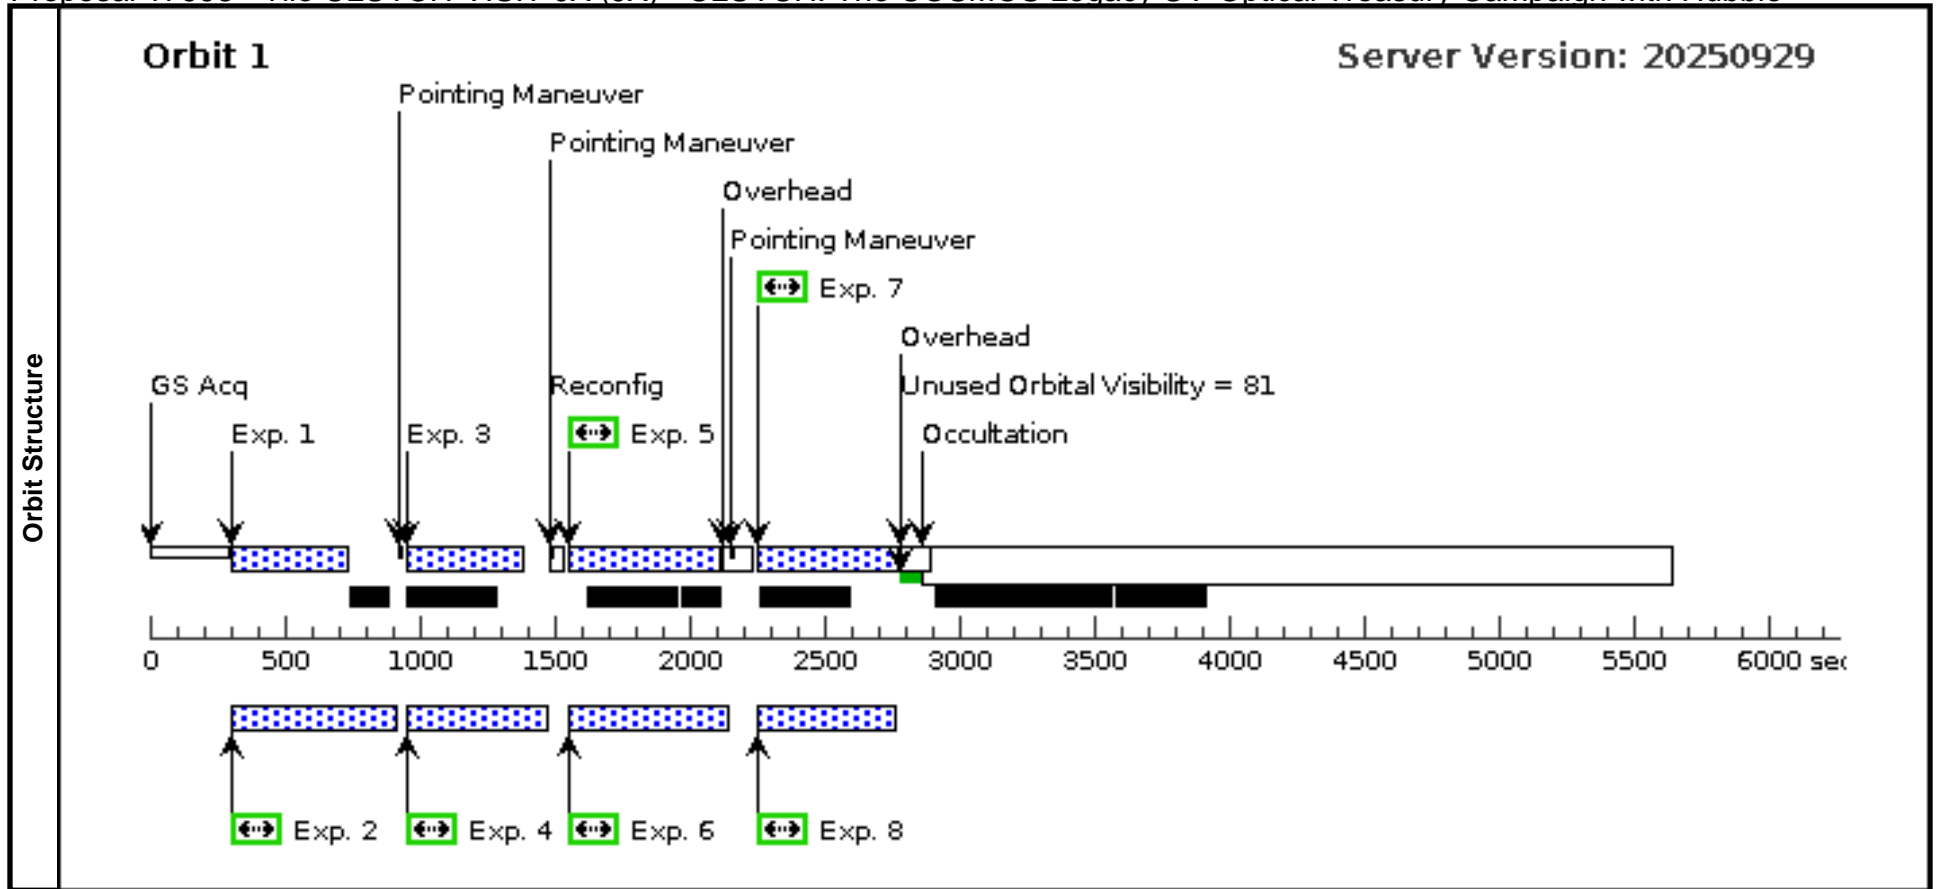 Orbit 1
Server Version: 20250929
Pointing Maneuver
Pointing Maneuver
Overhead
Pointing Maneuver
Exp. 7
Overhead
GS Acq
Reconfig
Unused Orbital Visibility = 81
Exp. 1
Exp. 3
Exp. 5
Occultation
Orbit Structure
0 500 1000 1500 2000 2500 3000 3500 4000 4500 5000 5500 6000
Exp. 2
Exp. 4
Exp. 6
Exp. 8